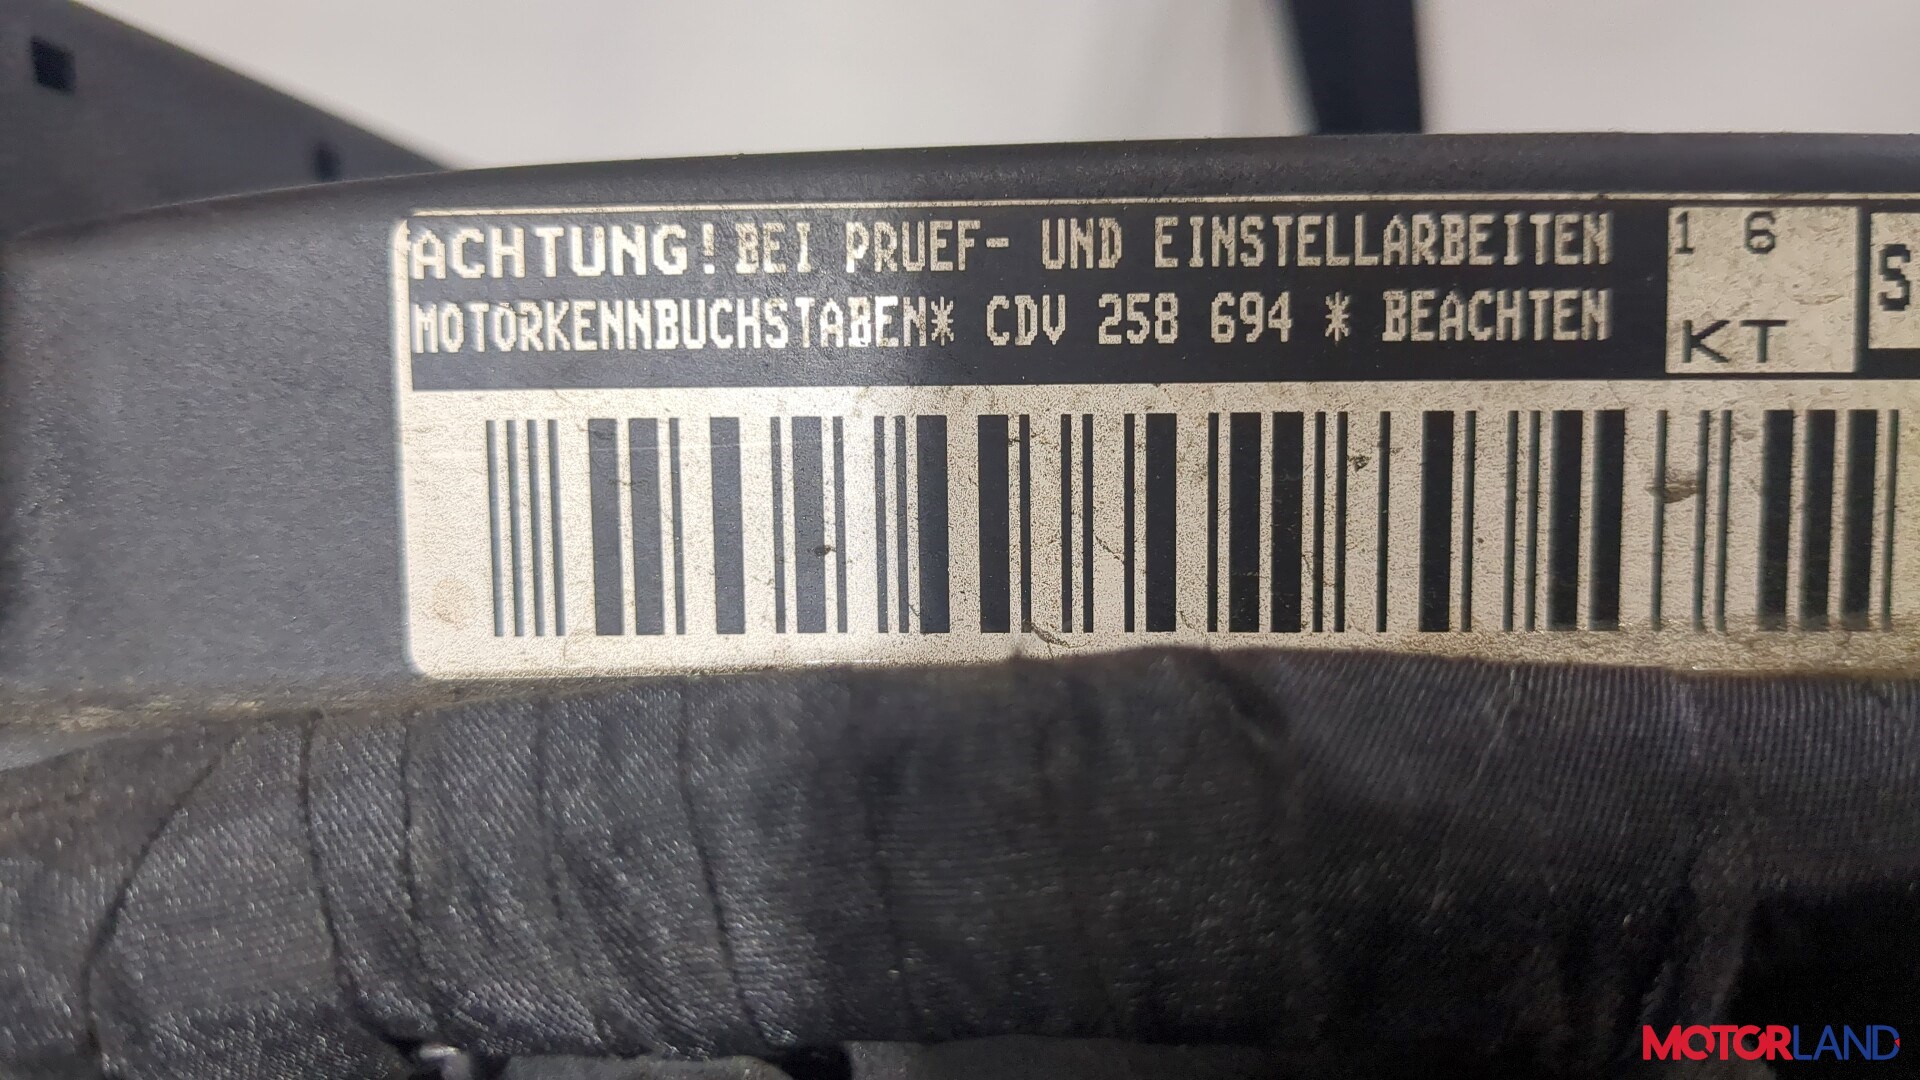 ACHTUNG! BEI PRUEF- UND EINSTELLARBEITEN
MOTORKENNBUCHSTABEN* CDV 258 694 * BEACHTEN
1 6
KT
S
MOTORLAND